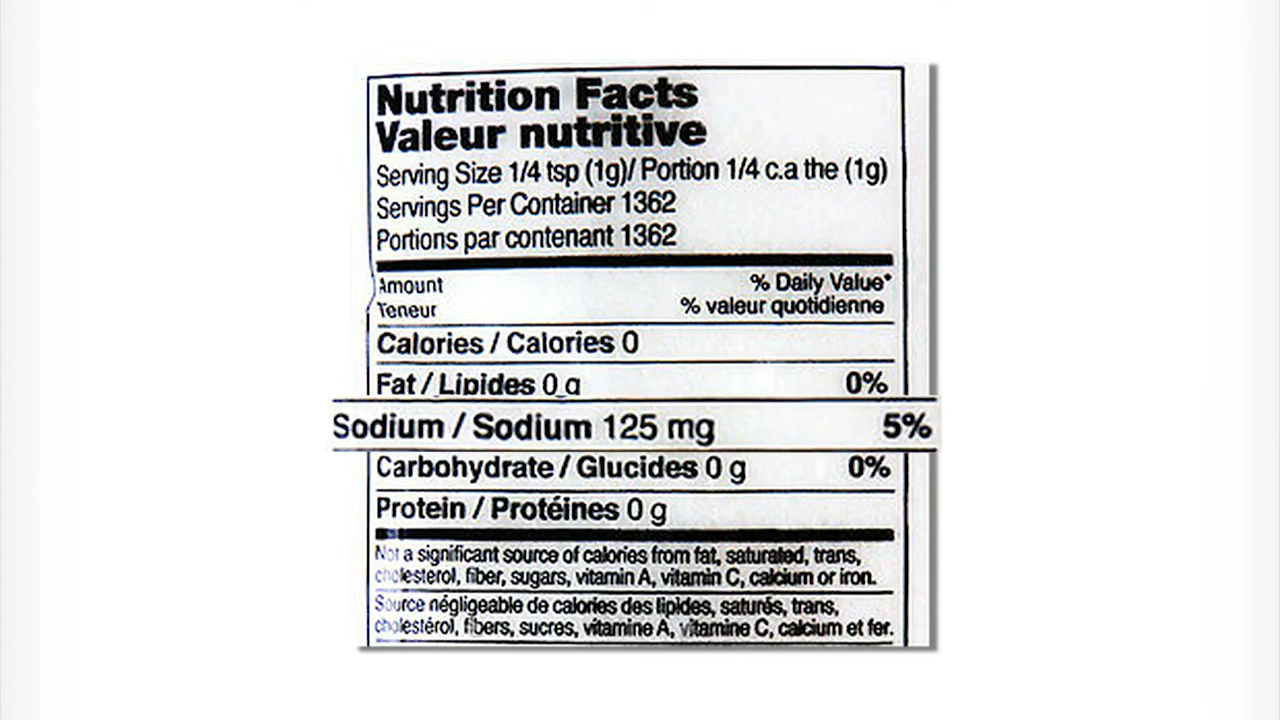 Nutrition Facts
Valeur nutritive
Serving Size 1/4 tsp (1g)/ Portion 1/4 c.a the (1g)
Servings Per Container 1362
Portions par contenant 1362
Amount % Daily Value*
Teneur % valeur quotidienne
Calories / Calories 0
Fat / Lipides 0 g 0%
Sodium / Sodium 125 mg 5%
Carbohydrate / Glucides 0 g 0%
Protein / Protéines 0 g
Not a significant source of calories from fat, saturated, trans,
cholesterol, fiber, sugars, vitamin A, vitamin C, calcium or iron.
Source négligeable de calories des lipides, saturés, trans,
cholestérol, fibers, sucres, vitamine A, vitamine C, calcium et fer.